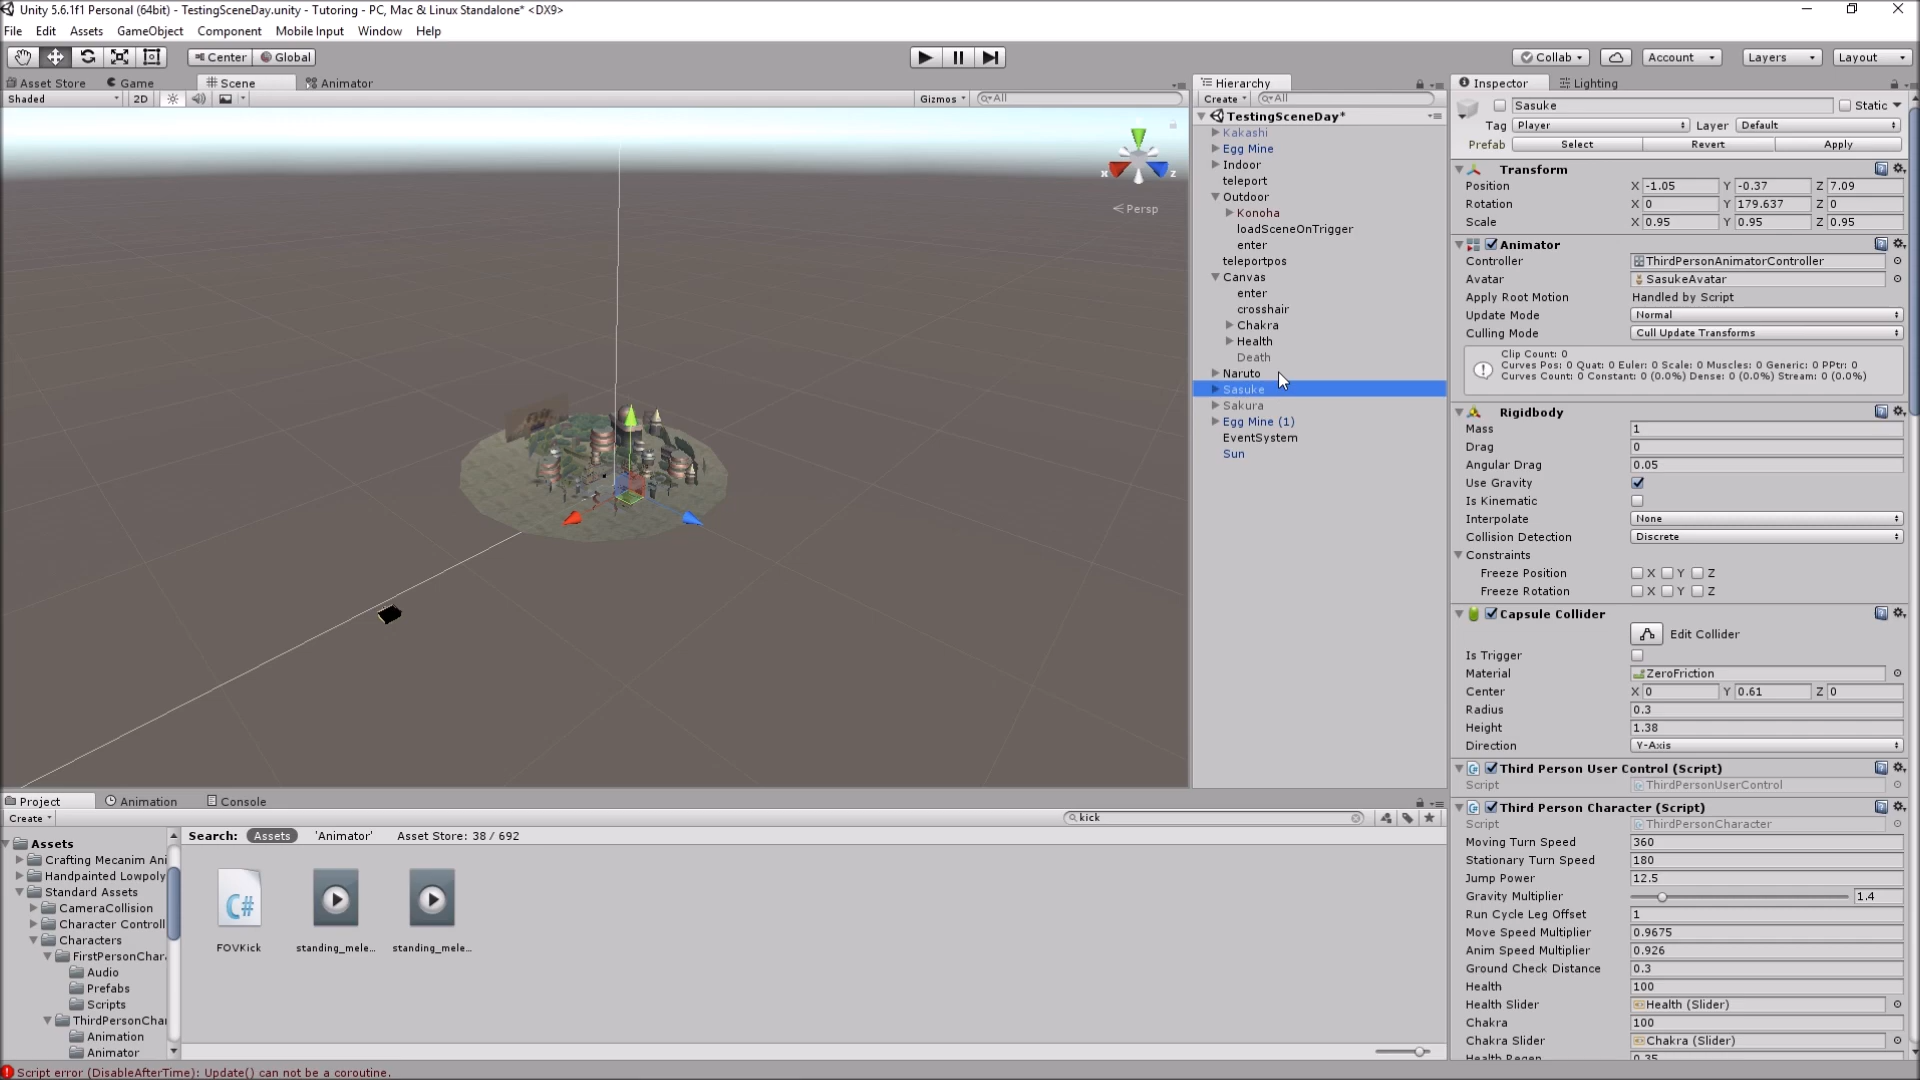 Unity 5.6.1f1 Personal (64bit) - TestingSceneDay.unity - Tutoring - PC, Mac & Linux Standalone* <DX9>
File Edit Assets GameObject Component Mobile Input Window Help
Center Global Collab Account Layers Layout
Asset Store Game Scene Animator
Shaded 2D Gizmos All
x z
Persp
Hierarchy
Create All
TestingSceneDay*
Kakashi
Egg Mine
Indoor
teleport
Outdoor
Konoha
loadSceneOnTrigger
enter
teleportpos
Canvas
enter
crosshair
Chakra
Health
Death
Naruto
Sasuke
Sakura
Egg Mine (1)
EventSystem
Sun
Inspector Lighting
Sasuke Static
Tag Player Layer Default
Prefab Select Revert Apply
Transform
Position X -1.05 Y -0.37 Z 7.09
Rotation X 0 Y 179.637 Z 0
Scale X 0.95 Y 0.95 Z 0.95
Animator
Controller ThirdPersonAnimatorController
Avatar SasukeAvatar
Apply Root Motion Handled by Script
Update Mode Normal
Culling Mode Cull Update Transforms
Clip Count: 0
Curves Pos: 0 Quat: 0 Euler: 0 Scale: 0 Muscles: 0 Generic: 0 PPtr: 0
Curves Count: 0 Constant: 0 (0.0%) Dense: 0 (0.0%) Stream: 0 (0.0%)
Rigidbody
Mass 1
Drag 0
Angular Drag 0.05
Use Gravity
Is Kinematic
Interpolate None
Collision Detection Discrete
Constraints
Freeze Position X Y Z
Freeze Rotation X Y Z
Capsule Collider
Edit Collider
Is Trigger
Material ZeroFriction
Center X 0 Y 0.61 Z 0
Radius 0.3
Height 1.38
Direction Y-Axis
Third Person User Control (Script)
Script ThirdPersonUserControl
Third Person Character (Script)
Script ThirdPersonCharacter
Moving Turn Speed 360
Stationary Turn Speed 180
Jump Power 12.5
Gravity Multiplier 1.4
Run Cycle Leg Offset 1
Move Speed Multiplier 0.9675
Anim Speed Multiplier 0.926
Ground Check Distance 0.3
Health 100
Health Slider Health (Slider)
Chakra 100
Chakra Slider Chakra (Slider)
Health Regen 0.35
Project Animation Console
Create kick
Search: Assets 'Animator' Asset Store: 38 / 692
Assets
Crafting Mecanim Ani
Handpainted Lowpoly
Standard Assets
CameraCollision
Character Controll
Characters
FirstPersonChar
Audio
Prefabs
Scripts
ThirdPersonCha
Animation
Animator
C#
FOVKick standing_mele... standing_mele...
Script error (DisableAfterTime): Update() can not be a coroutine.